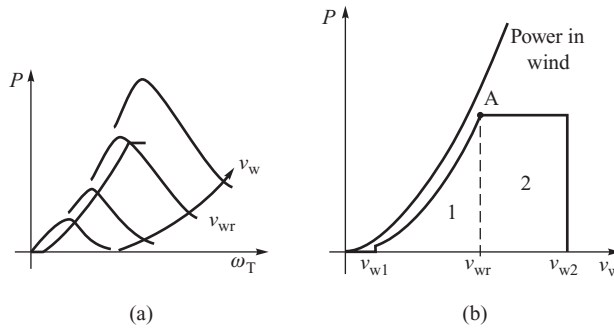 P
v_w
v_wr
ω_T
(a)
P
Power in
wind
A
1
2
v_w1
v_wr
v_w2
v_w
(b)